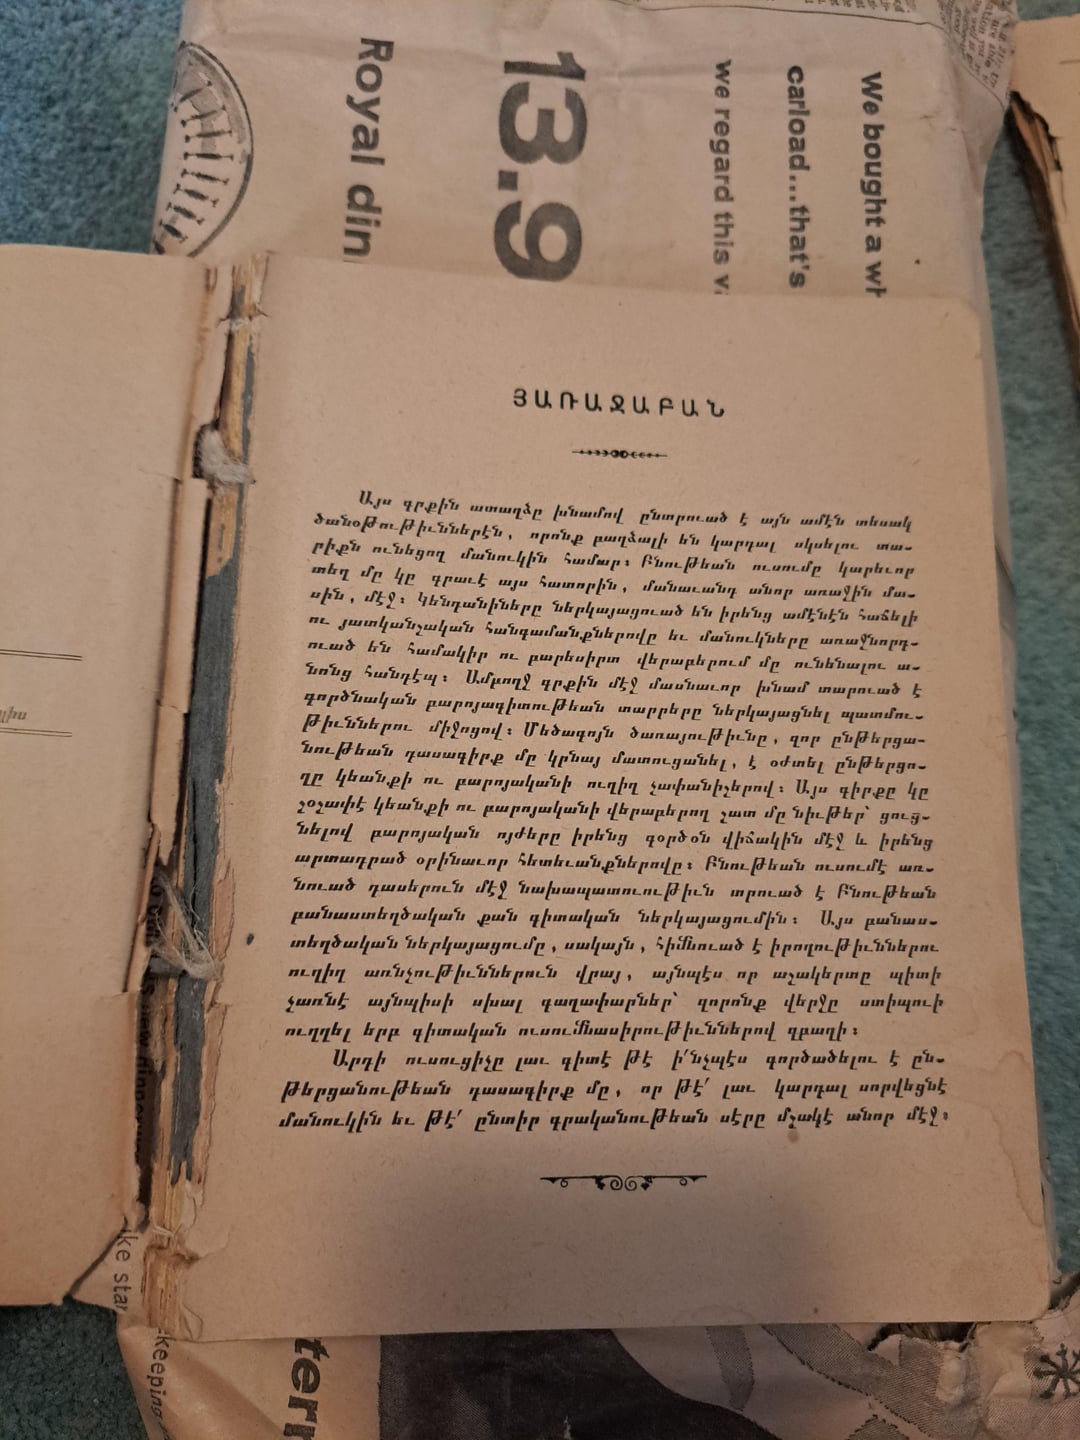 Royal din
13.9
we regard this v
carload...that's
We bought a wh
ՅԱՌԱՋԱԲԱՆ
Այս գրքին ատաղձը խնամով ընտրուած է այն ամէն տեսակ
ծանօթութիւններէն, որոնք բաղձալի են կարդալ սկսելու տա-
րիքն ունեցող մանուկին համար։ Բնութեան ուսումը կարեւոր
տեղ մը կը գրաւէ այս հատորին, մանաւանդ անոր առաջին մա-
սին, մէջ։ Կենդանիները ներկայացուած են իրենց ամէնէն հաճելի
ու յատկանշական հանգամանքներովը եւ մանուկները առաջնորդ-
ուած են համակիր ու բարեսիրտ վերաբերում մը ունենալու ա-
նոնց հանդէպ։ Ամբողջ գրքին մէջ մասնաւոր խնամ տարուած է
գործնական բարոյագիտութեան տարրերը ներկայացնել պատմու-
թիւններու միջոցով։ Մեծագոյն ծառայութիւնը, զոր ընթերցա-
նութեան դասագիրք մը կրնայ մատուցանել, է օժտել ընթերցո-
ղը կեանքի ու բարոյականի ուղիղ չափանիշերով։ Այս գիրքը կը
շօշափէ կեանքի ու բարոյականի վերաբերող շատ մը նիւթեր՝ ցուց-
նելով բարոյական ոյժերը իրենց գործօն վիճակին մէջ և իրենց
արտադրած օրինաւոր հետեւանքներովը։ Բնութեան ուսումէ առ-
նուած դասերուն մէջ նախապատուութիւն տրուած է Բնութեան
բանաստեղծական քան գիտական ներկայացումին։ Այս բանաս-
տեղծական ներկայացումը, սակայն, հիմնուած է իրողութիւններու
ուղիղ առնչութիւններուն վրայ, այնպէս որ աշակերտը պիտի
չառնէ այնպիսի սխալ գաղափարներ՝ զորոնք վերջը ստիպուի
ուղղել երբ գիտական ուսումնասիրութիւններով զբաղի։
Արդի ուսուցիչը լաւ գիտէ թէ ի՛նչպէս գործածելու է ըն-
թերցանութեան դասագիրք մը, որ թէ՛ լաւ կարդալ սորվեցնէ
մանուկին եւ թէ՛ ընտիր գրականութեան սէրը մշակէ անոր մէջ։
ke star
keeping